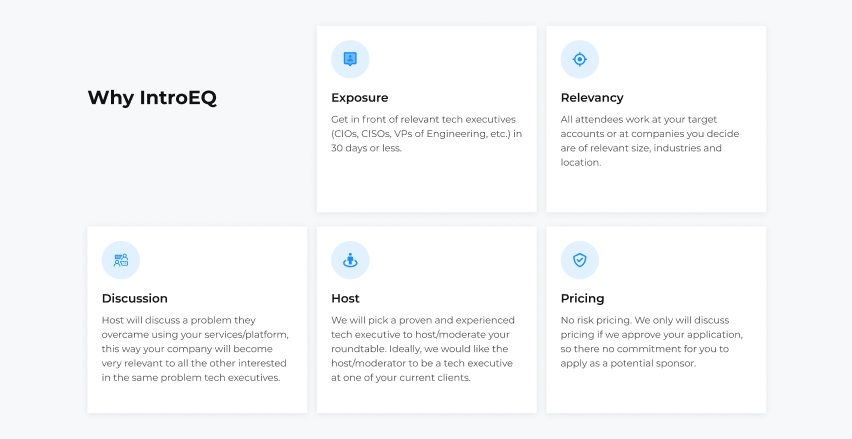 Why IntroEQ
Exposure
Get in front of relevant tech executives
(CIOs, CISOs, VPs of Engineering, etc.) in
30 days or less.
Relevancy
All attendees work at your target
accounts or at companies you decide
are of relevant size, industries and
location.
Discussion
Host will discuss a problem they
overcame using your services/platform,
this way your company will become
very relevant to all the other interested
in the same problem tech executives.
Host
We will pick a proven and experienced
tech executive to host/moderate your
roundtable. Ideally, we would like the
host/moderator to be a tech executive
at one of your current clients.
Pricing
No risk pricing. We only will discuss
pricing if we approve your application,
so there no commitment for you to
apply as a potential sponsor.